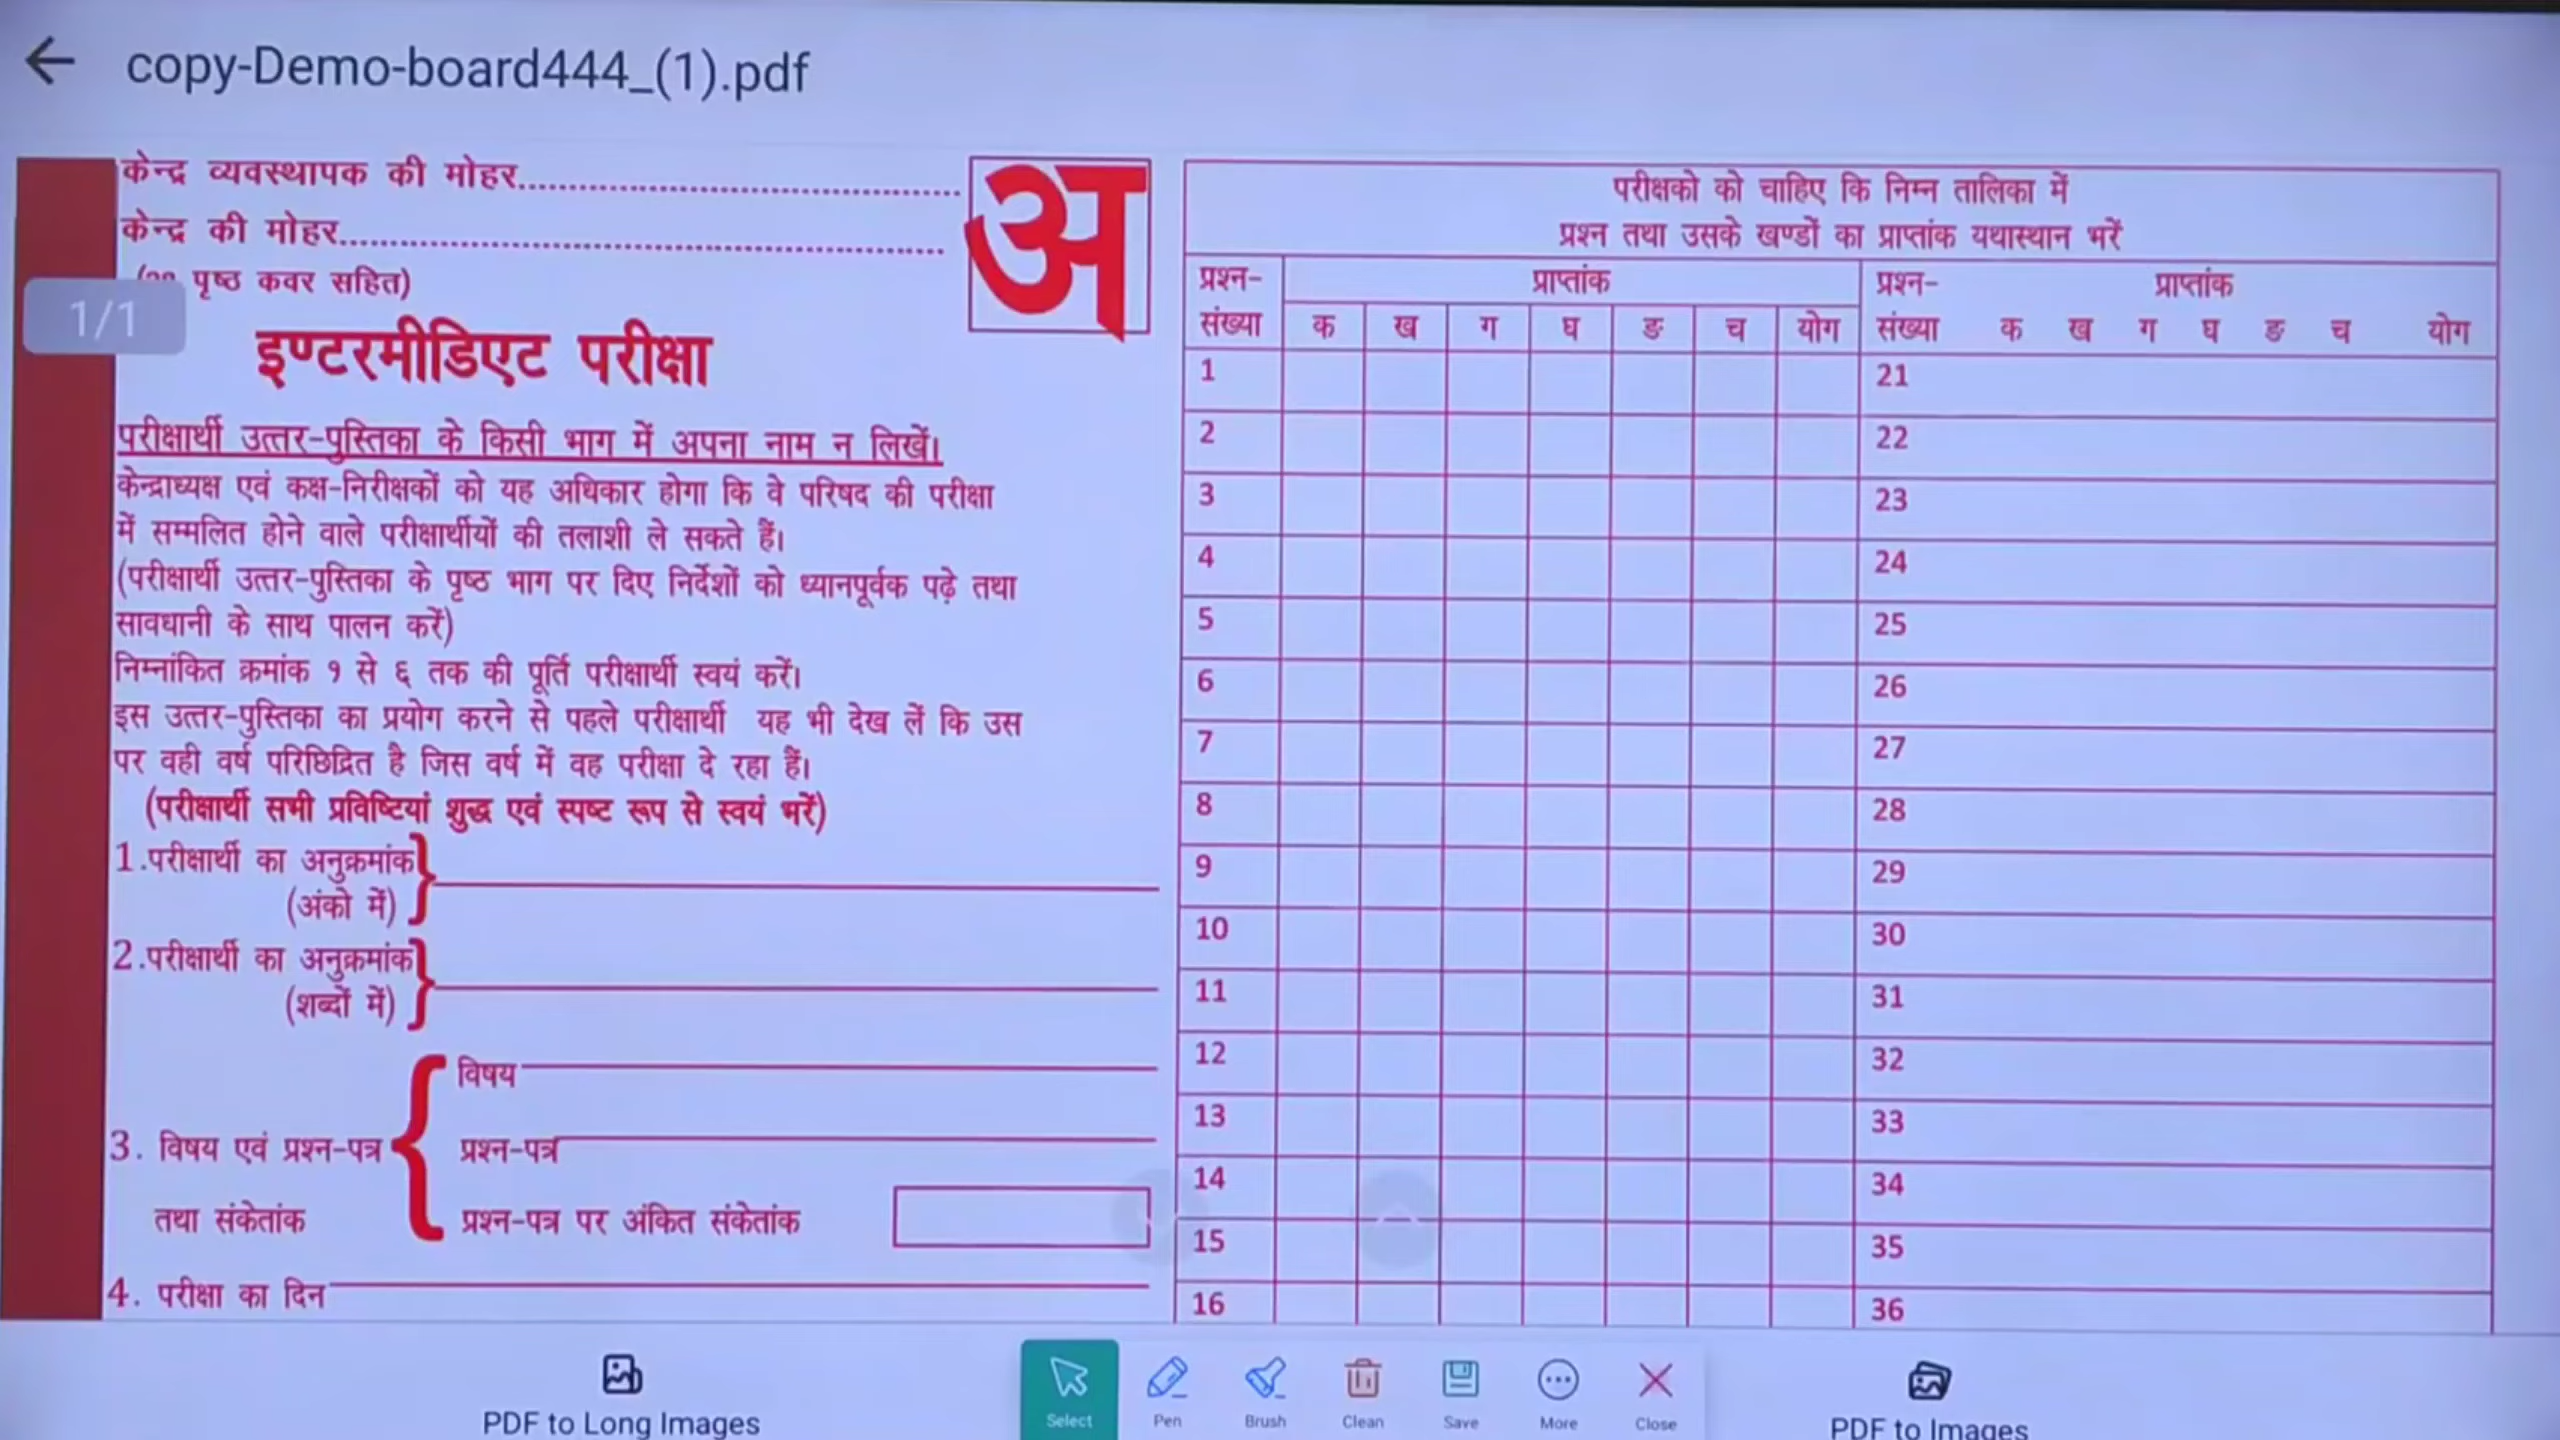 copy-Demo-board444_(1).pdf
केन्द्र व्यवस्थापक की मोहर
केन्द्र की मोहर
पृष्ठ कवर सहित)
अ
1/1
इण्टरमीडिएट परीक्षा
परीक्षार्थी उत्तर-पुस्तिका के किसी भाग में अपना नाम न लिखें।
केन्द्राध्यक्ष एवं कक्ष-निरीक्षकों को यह अधिकार होगा कि वे परिषद की परीक्षा
में सम्मलित होने वाले परीक्षार्थीयों की तलाशी ले सकते हैं।
(परीक्षार्थी उत्तर-पुस्तिका के पृष्ठ भाग पर दिए निर्देशों को ध्यानपूर्वक पढ़े तथा
सावधानी के साथ पालन करें)
निम्नांकित क्रमांक १ से ६ तक की पूर्ति परीक्षार्थी स्वयं करें।
इस उत्तर-पुस्तिका का प्रयोग करने से पहले परीक्षार्थी यह भी देख लें कि उस
पर वही वर्ष परिछिद्रित है जिस वर्ष में वह परीक्षा दे रहा हैं।
(परीक्षार्थी सभी प्रविष्टियां शुद्ध एवं स्पष्ट रूप से स्वयं भरें)
1.परीक्षार्थी का अनुक्रमांक
(अंको में)
2.परीक्षार्थी का अनुक्रमांक
(शब्दों में)
विषय
3. विषय एवं प्रश्न-पत्र
प्रश्न-पत्र
तथा संकेतांक
प्रश्न-पत्र पर अंकित संकेतांक
4. परीक्षा का दिन
परीक्षको को चाहिए कि निम्न तालिका में
प्रश्न तथा उसके खण्डों का प्राप्तांक यथास्थान भरें
प्रश्न- प्राप्तांक प्रश्न- प्राप्तांक
संख्या क ख ग घ ङ च योग संख्या क ख ग घ ङ च योग
1 21
2 22
3 23
4 24
5 25
6 26
7 27
8 28
9 29
10 30
11 31
12 32
13 33
14 34
15 35
16 36
PDF to Long Images
Select Pen Brush Clean Save More Close
PDF to Images